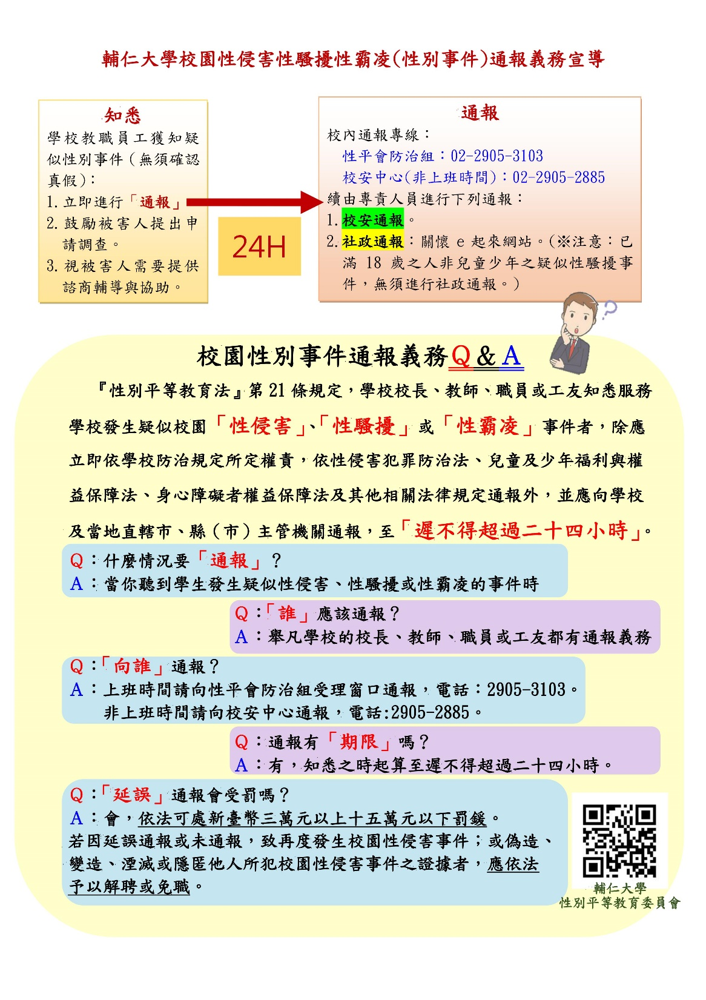 輔仁大學校園性侵害性騷擾性霸凌(性別事件)通報義務宣導
知悉
學校教職員工獲知疑
似性別事件（無須確認
真假）：
1. 立即進行「通報」
2. 鼓勵被害人提出申
請調查。
3. 視被害人需要提供
諮商輔導與協助。
24H
通報
校內通報專線：
性平會防治組：02-2905-3103
校安中心(非上班時間)：02-2905-2885
續由專責人員進行下列通報：
1. 校安通報。
2. 社政通報：關懷 e 起來網站。(※注意：已
滿 18 歲之人非兒童少年之疑似性騷擾事
件，無須進行社政通報。)
?
校園性別事件通報義務Q&A
『性別平等教育法』第 21 條規定，學校校長、教師、職員或工友知悉服務
學校發生疑似校園「性侵害」、「性騷擾」或「性霸凌」事件者，除應
立即依學校防治規定所定權責，依性侵害犯罪防治法、兒童及少年福利與權
益保障法、身心障礙者權益保障法及其他相關法律規定通報外，並應向學校
及當地直轄市、縣（市）主管機關通報，至「遲不得超過二十四小時」。
Q：什麼情況要「通報」？
A：當你聽到學生發生疑似性侵害、性騷擾或性霸凌的事件時
Q：「誰」應該通報？
A：舉凡學校的校長、教師、職員或工友都有通報義務
Q：「向誰」通報？
A：上班時間請向性平會防治組受理窗口通報，電話：2905-3103。
非上班時間請向校安中心通報，電話:2905-2885。
Q：通報有「期限」嗎？
A：有，知悉之時起算至遲不得超過二十四小時。
Q：「延誤」通報會受罰嗎？
A：會，依法可處新臺幣三萬元以上十五萬元以下罰鍰。
若因延誤通報或未通報，致再度發生校園性侵害事件；或偽造、
變造、湮滅或隱匿他人所犯校園性侵害事件之證據者，應依法
予以解聘或免職。
輔仁大學
性別平等教育委員會